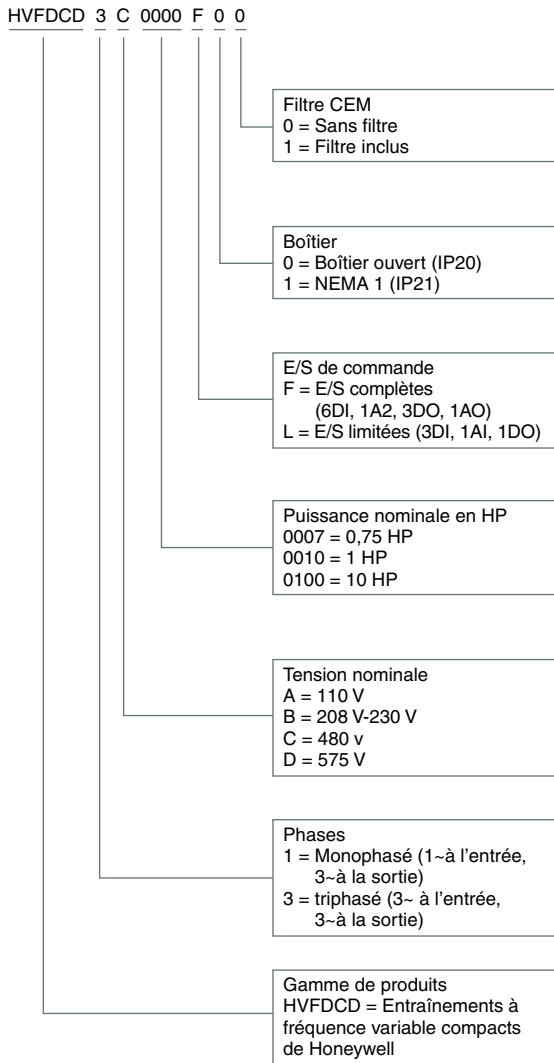 HVFDCD 3 C 0000 F 0 0
Filtre CEM
0 = Sans filtre
1 = Filtre inclus
Boîtier
0 = Boîtier ouvert (IP20)
1 = NEMA 1 (IP21)
E/S de commande
F = E/S complètes
(6DI, 1A2, 3DO, 1AO)
L = E/S limitées (3DI, 1AI, 1DO)
Puissance nominale en HP
0007 = 0,75 HP
0010 = 1 HP
0100 = 10 HP
Tension nominale
A = 110 V
B = 208 V-230 V
C = 480 v
D = 575 V
Phases
1 = Monophasé (1~à l'entrée,
3~à la sortie)
3 = triphasé (3~ à l'entrée,
3~à la sortie)
Gamme de produits
HVFDCD = Entraînements à
fréquence variable compacts
de Honeywell